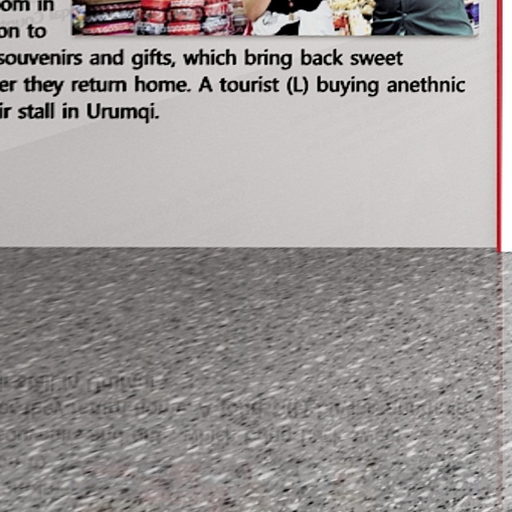 om in
on to
souvenirs and gifts, which bring back sweet
er they return home. A tourist (L) buying anethnic
ir stall in Urumqi.